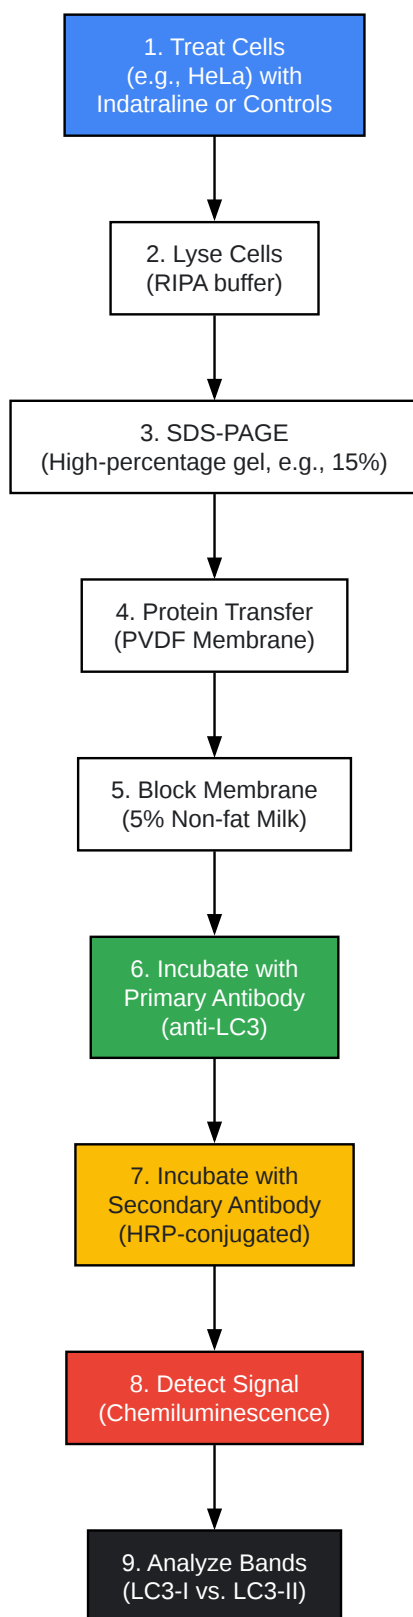 1. Treat Cells
(e.g., HeLa) with
Indatraline or Controls
2. Lyse Cells
(RIPA buffer)
3. SDS-PAGE
(High-percentage gel, e.g., 15%)
4. Protein Transfer
(PVDF Membrane)
5. Block Membrane
(5% Non-fat Milk)
6. Incubate with
Primary Antibody
(anti-LC3)
7. Incubate with
Secondary Antibody
(HRP-conjugated)
8. Detect Signal
(Chemiluminescence)
9. Analyze Bands
(LC3-I vs. LC3-II)